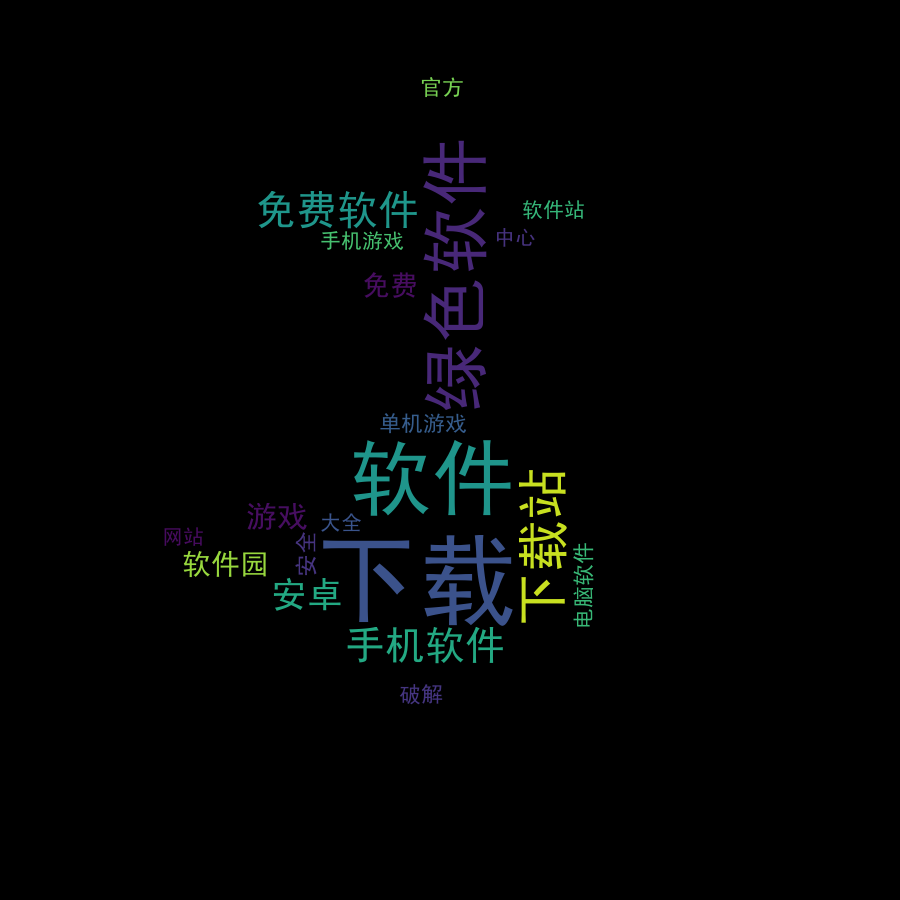 官方
绿色软件
免费软件
软件站
手机游戏
中心
免费
单机游戏
软件
下载站
游戏
大全
网站
安全
下载
软件园
电脑软件
安卓
手机软件
破解